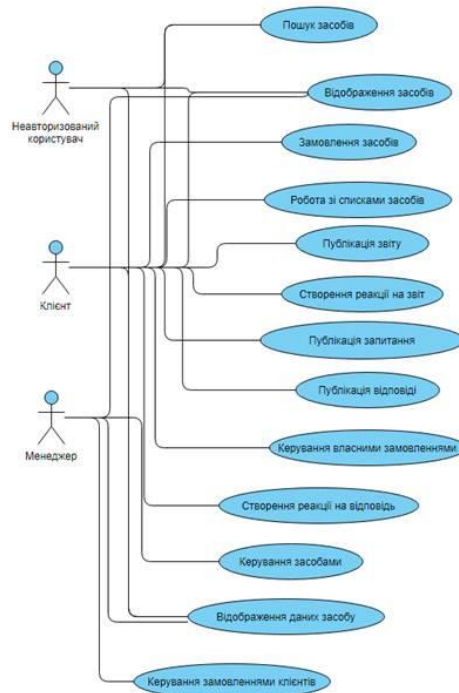 Пошук засобів
Неавторизований
користувач
Відображення засобів
Замовлення засобів
Робота зі списками засобів
Публікація звіту
Клієнт
Створення реакції на звіт
Публікація запитання
Публікація відповіді
Менеджер
Керування власними замовленнями
Створення реакції на відповідь
Керування засобами
Відображення даних засобу
Керування замовленнями клієнтів